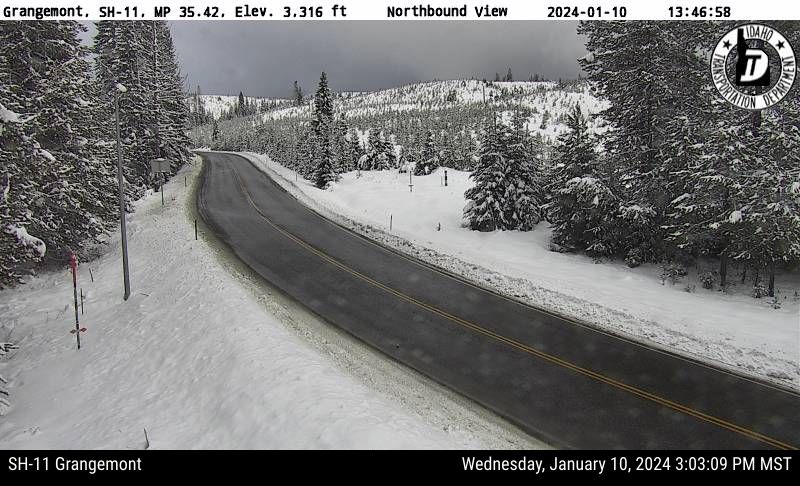 Grangemont, SH-11, MP 35.42, Elev. 3,316 ft Northbound View 2024-01-10 13:46:58
IDAHO
TRANSPORTATION DEPARTMENT
SH-11 Grangemont Wednesday, January 10, 2024 3:03:09 PM MST